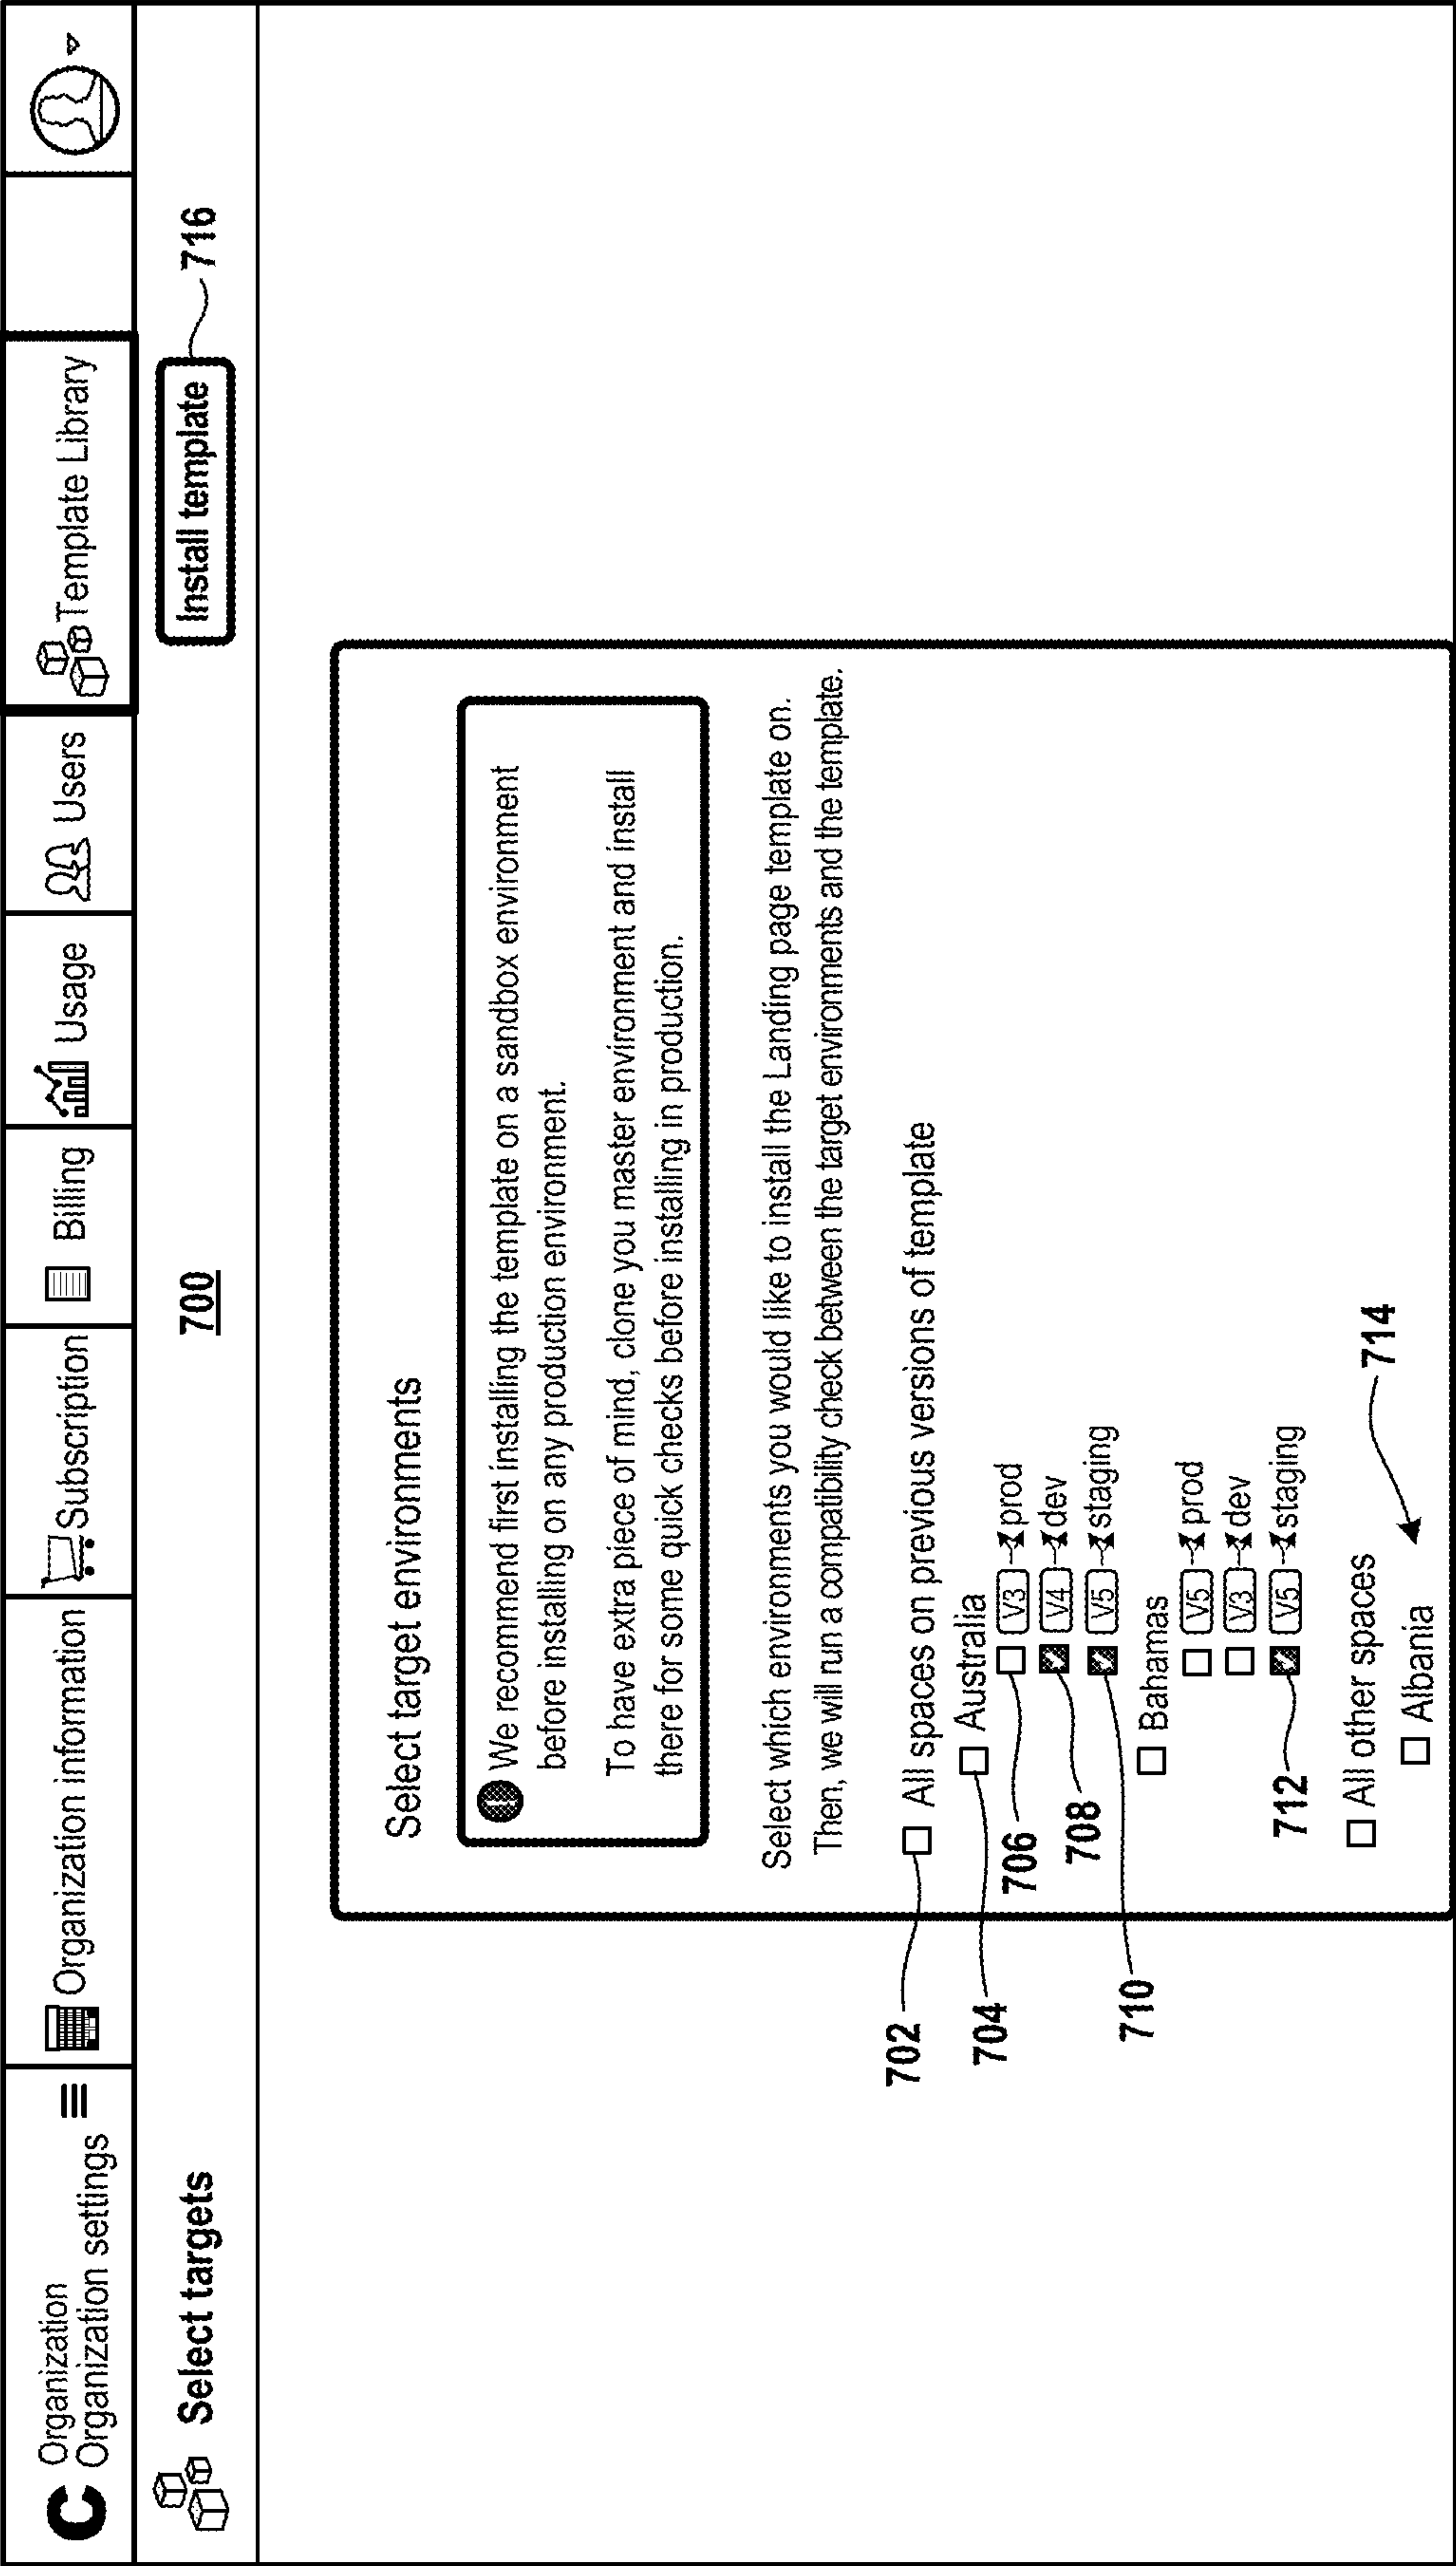 C Organization
Organization settings
Organization information
Subscription
Billing
Usage
Users
Template Library
Select targets
700
Install template
716
Select target environments
We recommend first installing the template on a sandbox environment
before installing on any production environment.
To have extra piece of mind, clone you master environment and install
there for some quick checks before installing in production.
Select which environments you would like to install the Landing page template on.
Then, we will run a compatibility check between the target environments and the template.
702
All spaces on previous versions of template
704
Australia
706
V3 prod
708
V4 dev
710
V5 staging
Bahamas
V5 prod
V3 dev
712
V5 staging
All other spaces
714
Albania